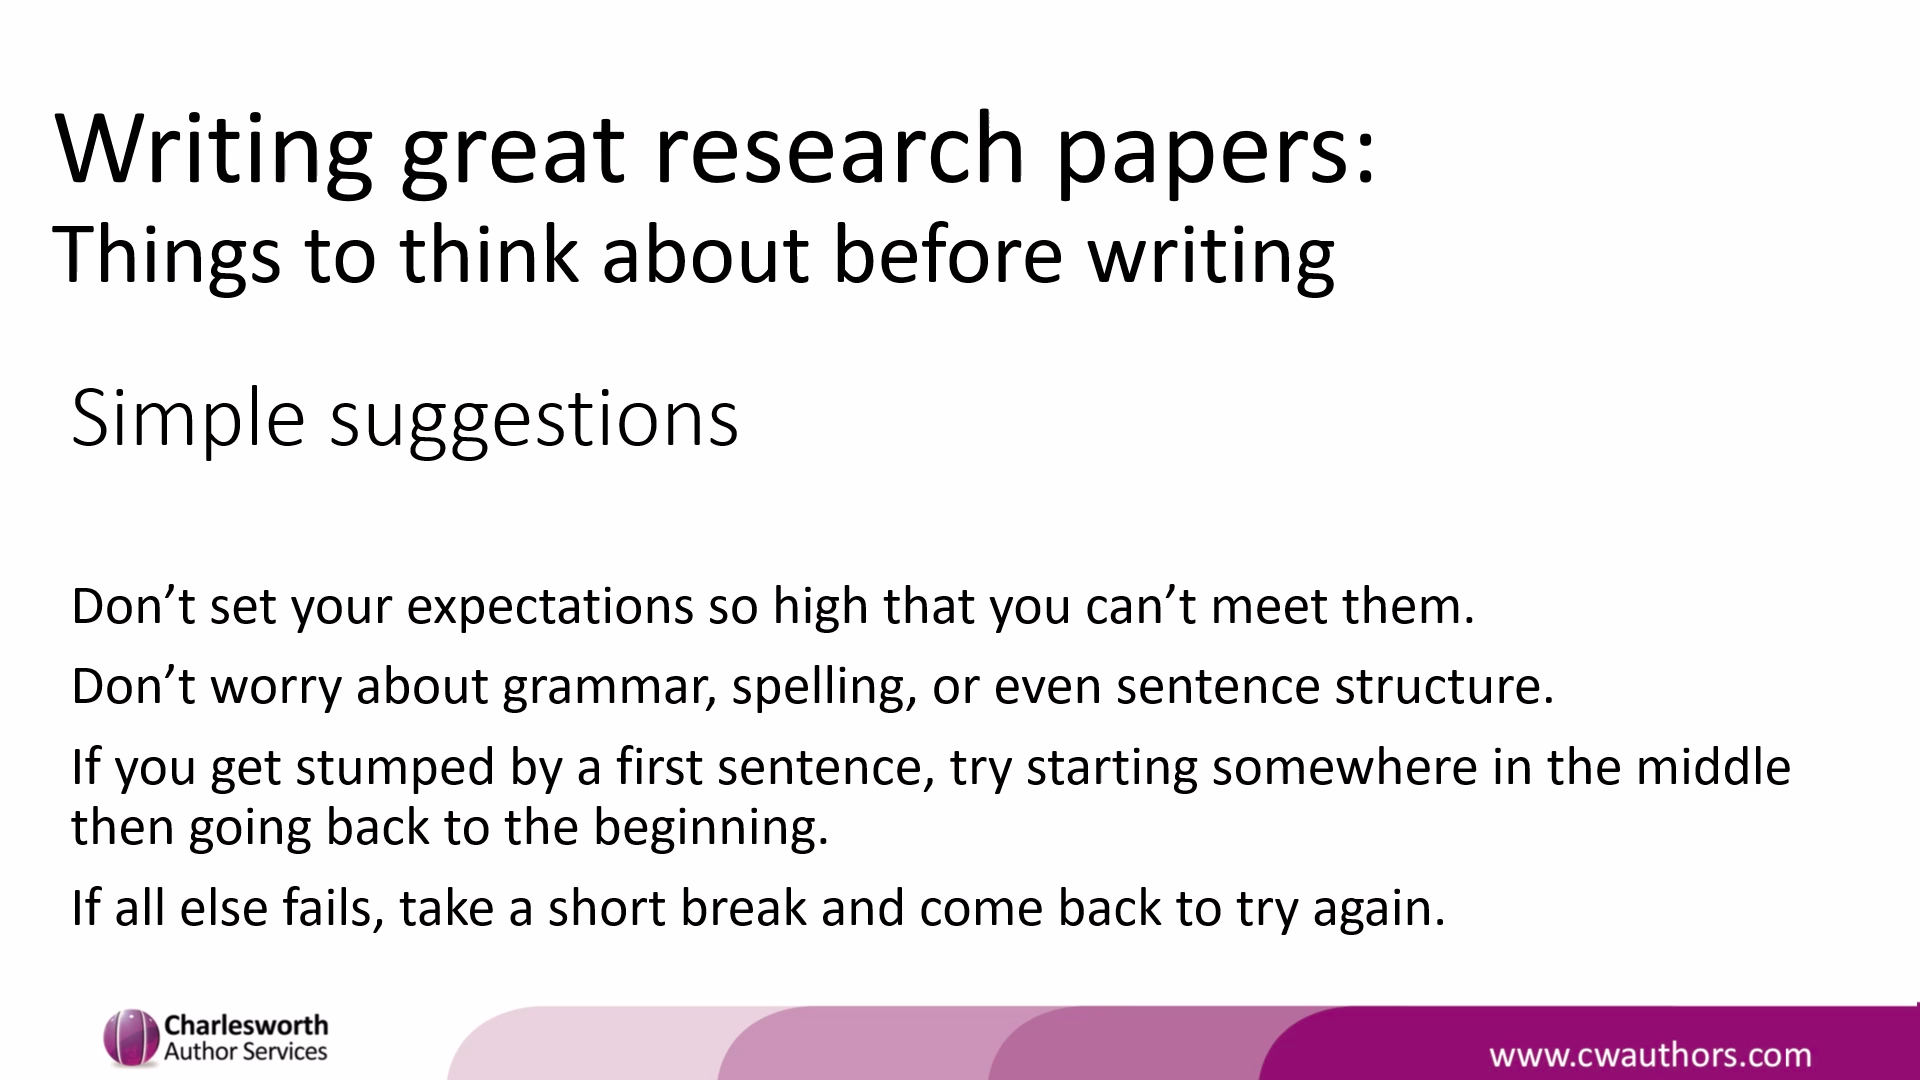 Writing great research papers:
Things to think about before writing
Simple suggestions
Don’t set your expectations so high that you can’t meet them.
Don’t worry about grammar, spelling, or even sentence structure.
If you get stumped by a first sentence, try starting somewhere in the middle
then going back to the beginning.
If all else fails, take a short break and come back to try again.
Charlesworth
Author Services
www.cwauthors.com